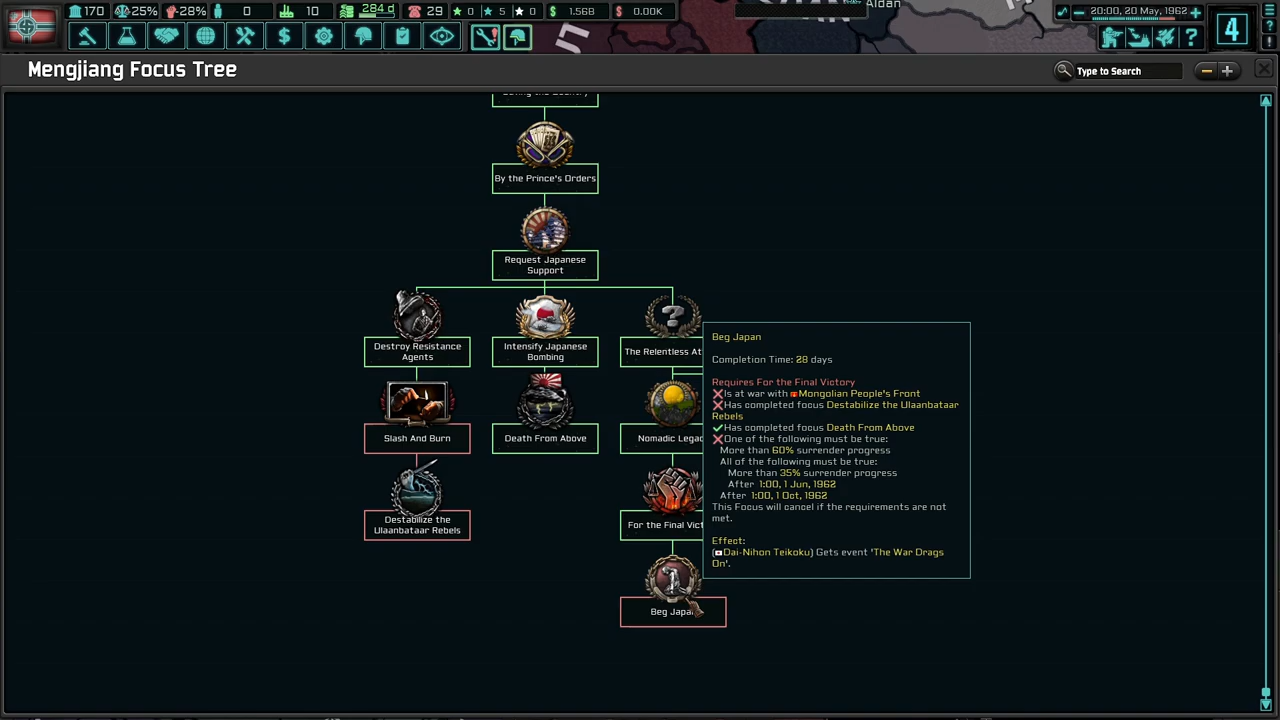 170 25% 28% 0 10 284 d 29 0 5 0 $ 1.56B $ 0.00K
Aldan
20:00, 20 May, 1962
4
Mengjiang Focus Tree
Type to Search
By the Prince's Orders
Request Japanese
Support
Destroy Resistance
Agents
Intensify Japanese
Bombing
The Relentless At
Slash And Burn
Death From Above
Nomadic Legac
Destabilize the
Ulaanbataar Rebels
For the Final Vict
Beg Japan
Beg Japan
Completion Time: 28 days
Requires For the Final Victory
Is at war with Mongolian People's Front
Has completed focus Destabilize the Ulaanbataar
Rebels
Has completed focus Death From Above
One of the following must be true:
More than 60% surrender progress
All of the following must be true:
More than 35% surrender progress
After 1:00, 1 Jun, 1962
After 1:00, 1 Oct, 1962
This Focus will cancel if the requirements are not
met.
Effect:
(Dai-Nihon Teikoku) Gets event 'The War Drags
On'.